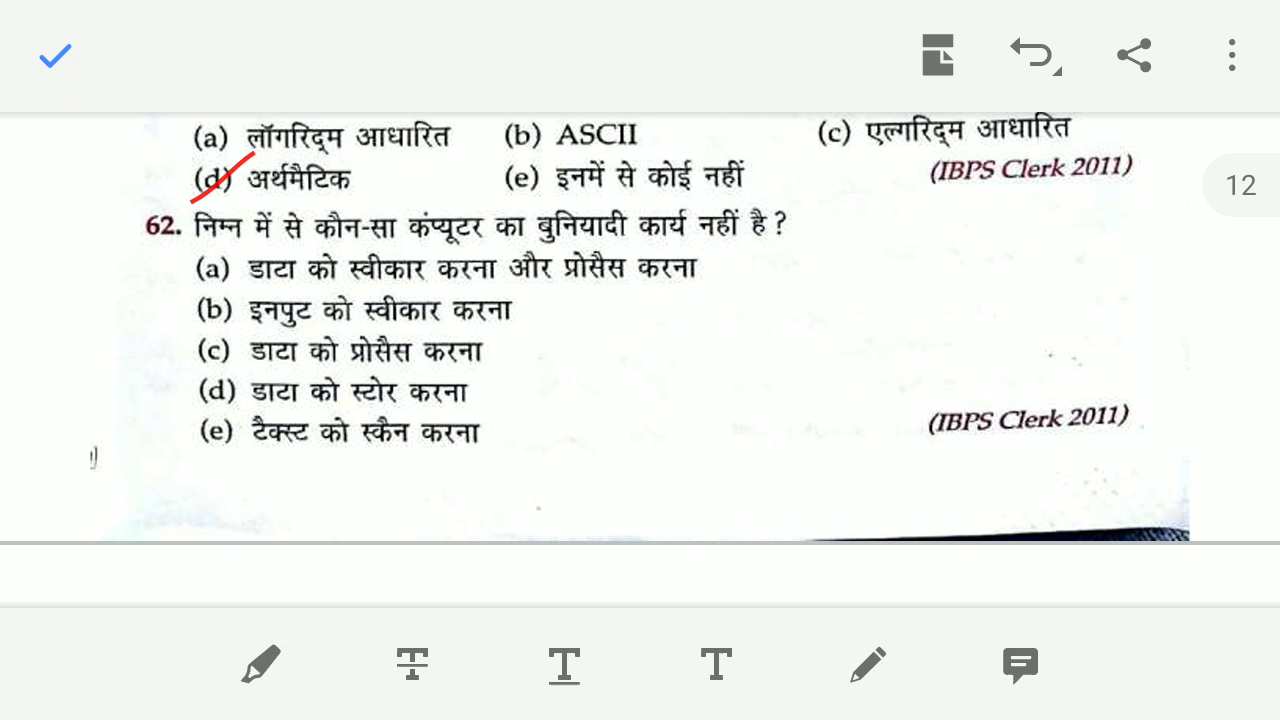 (a) लॉगरिद्म आधारित (b) ASCII (c) एल्गरिद्म आधारित
(d) अर्थमैटिक (e) इनमें से कोई नहीं (IBPS Clerk 2011)
12
62. निम्न में से कौन-सा कंप्यूटर का बुनियादी कार्य नहीं है ?
(a) डाटा को स्वीकार करना और प्रोसैस करना
(b) इनपुट को स्वीकार करना
(c) डाटा को प्रोसैस करना
(d) डाटा को स्टोर करना
(e) टैक्स्ट को स्कैन करना (IBPS Clerk 2011)